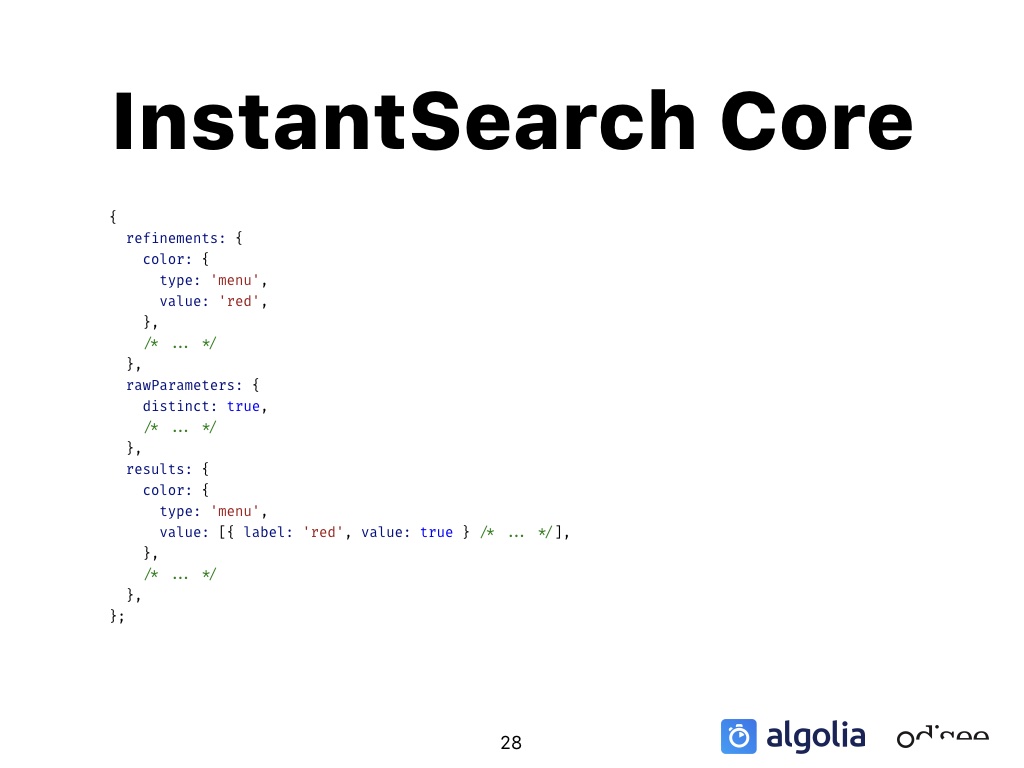 InstantSearch Core
{
  refinements: {
    color: {
      type: 'menu',
      value: 'red',
    },
    /* ... */
  },
  rawParameters: {
    distinct: true,
    /* ... */
  },
  results: {
    color: {
      type: 'menu',
      value: [{ label: 'red', value: true } /* ... */],
    },
    /* ... */
  },
};
28
algolia
odisee